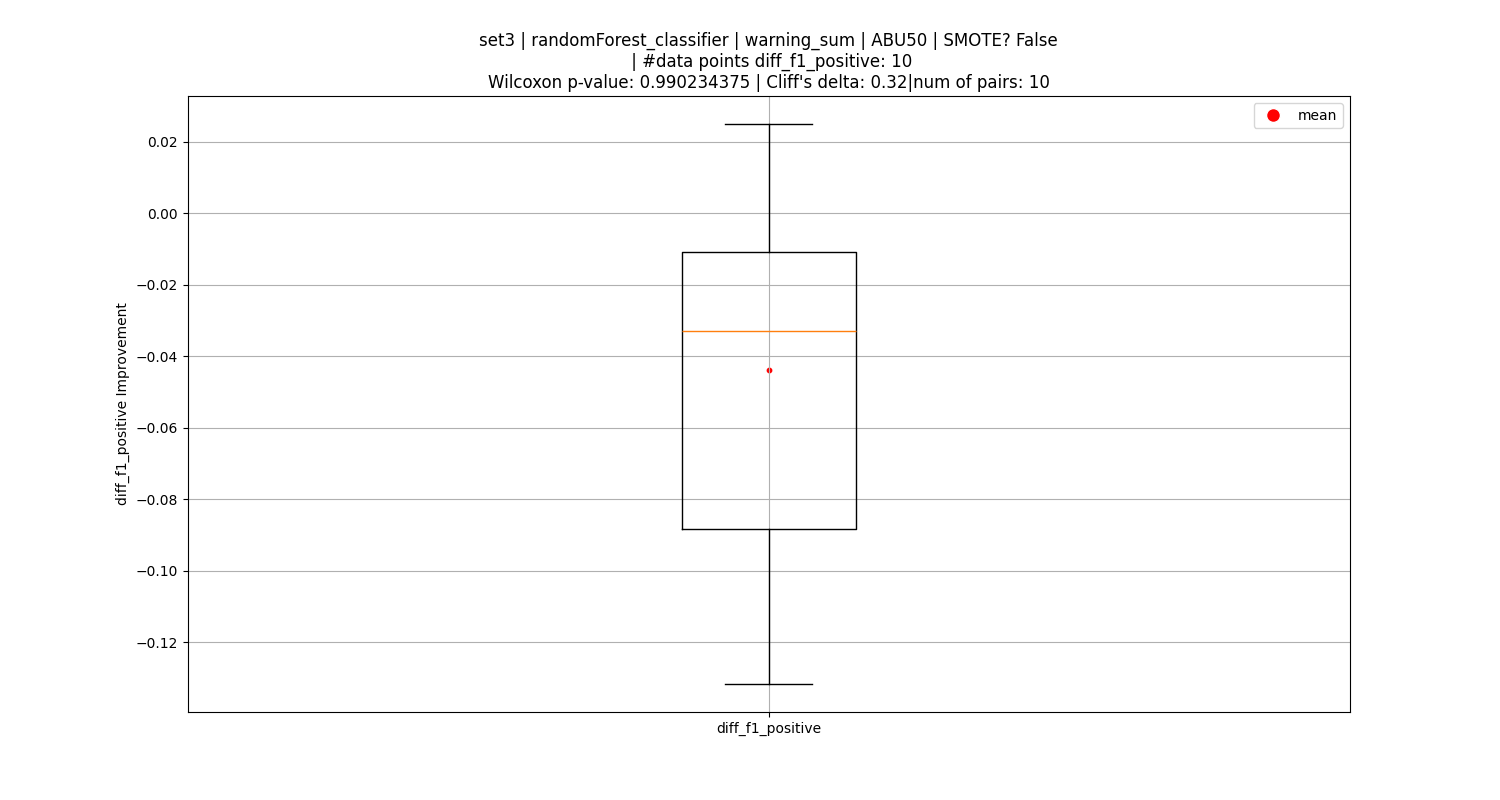 set3 | randomForest_classifier | warning_sum | ABU50 | SMOTE? False
| #data points diff_f1_positive: 10
Wilcoxon p-value: 0.990234375 | Cliff's delta: 0.32|num of pairs: 10
mean
0.02
0.00
−0.02
−0.04
−0.06
−0.08
−0.10
−0.12
diff_f1_positive Improvement
diff_f1_positive